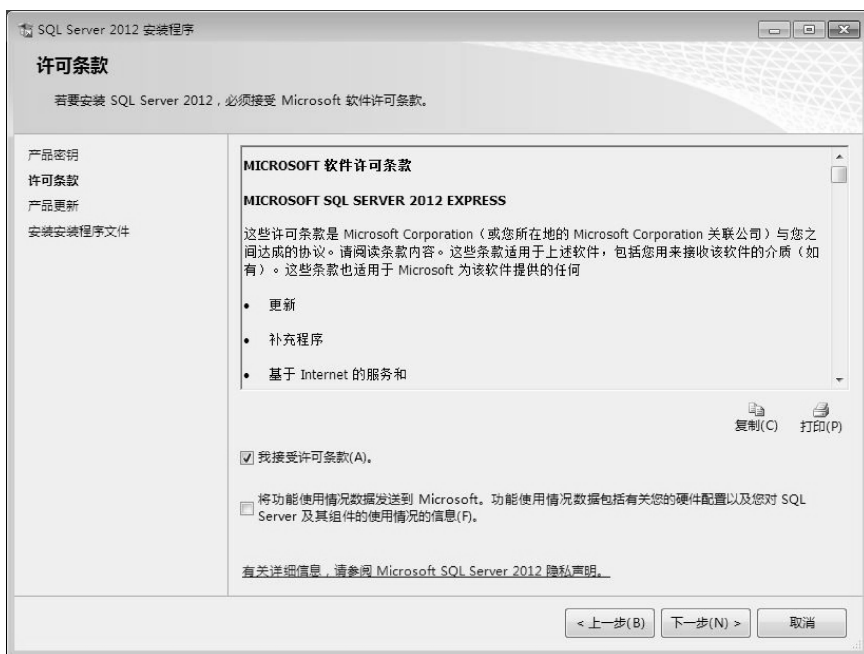 SQL Server 2012 安装程序
许可条款
若要安装 SQL Server 2012，必须接受 Microsoft 软件许可条款。
产品密钥
许可条款
产品更新
安装安装程序文件
MICROSOFT 软件许可条款
MICROSOFT SQL SERVER 2012 EXPRESS
这些许可条款是 Microsoft Corporation（或您所在地的 Microsoft Corporation 关联公司）与您之
间达成的协议。请阅读条款内容。这些条款适用于上述软件，包括您用来接收该软件的介质（如
有）。这些条款也适用于 Microsoft 为该软件提供的任何
• 更新
• 补充程序
• 基于 Internet 的服务和
复制(C) 打印(P)
我接受许可条款(A)。
将功能使用情况数据发送到 Microsoft。功能使用情况数据包括有关您的硬件配置以及您对 SQL
Server 及其组件的使用情况的信息(F)。
有关详细信息，请参阅 Microsoft SQL Server 2012 隐私声明。
< 上一步(B) 下一步(N) > 取消